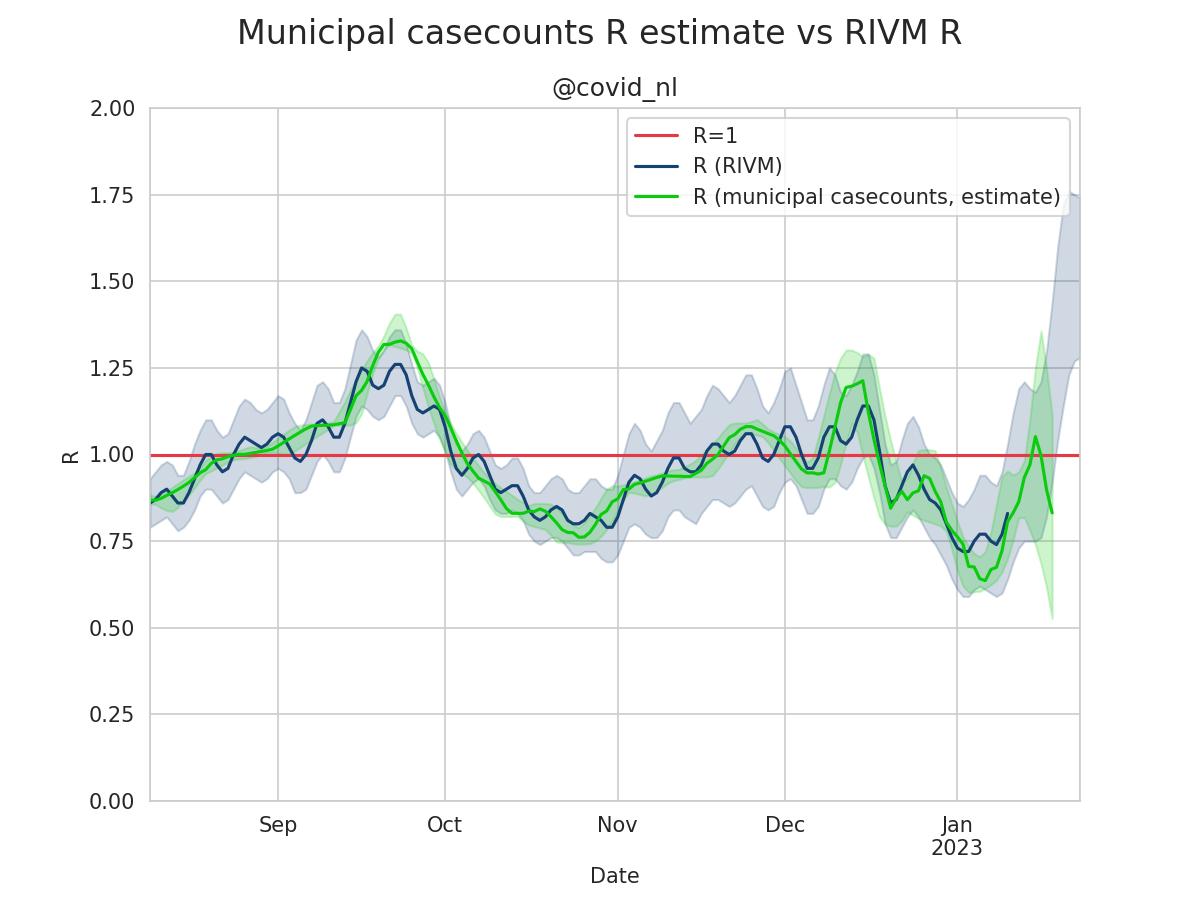 Municipal casecounts R estimate vs RIVM R
@covid_nl
2.00
1.75
1.50
1.25
1.00
0.75
0.50
0.25
0.00
R
R=1
R (RIVM)
R (municipal casecounts, estimate)
Sep
Oct
Nov
Dec
Jan
2023
Date